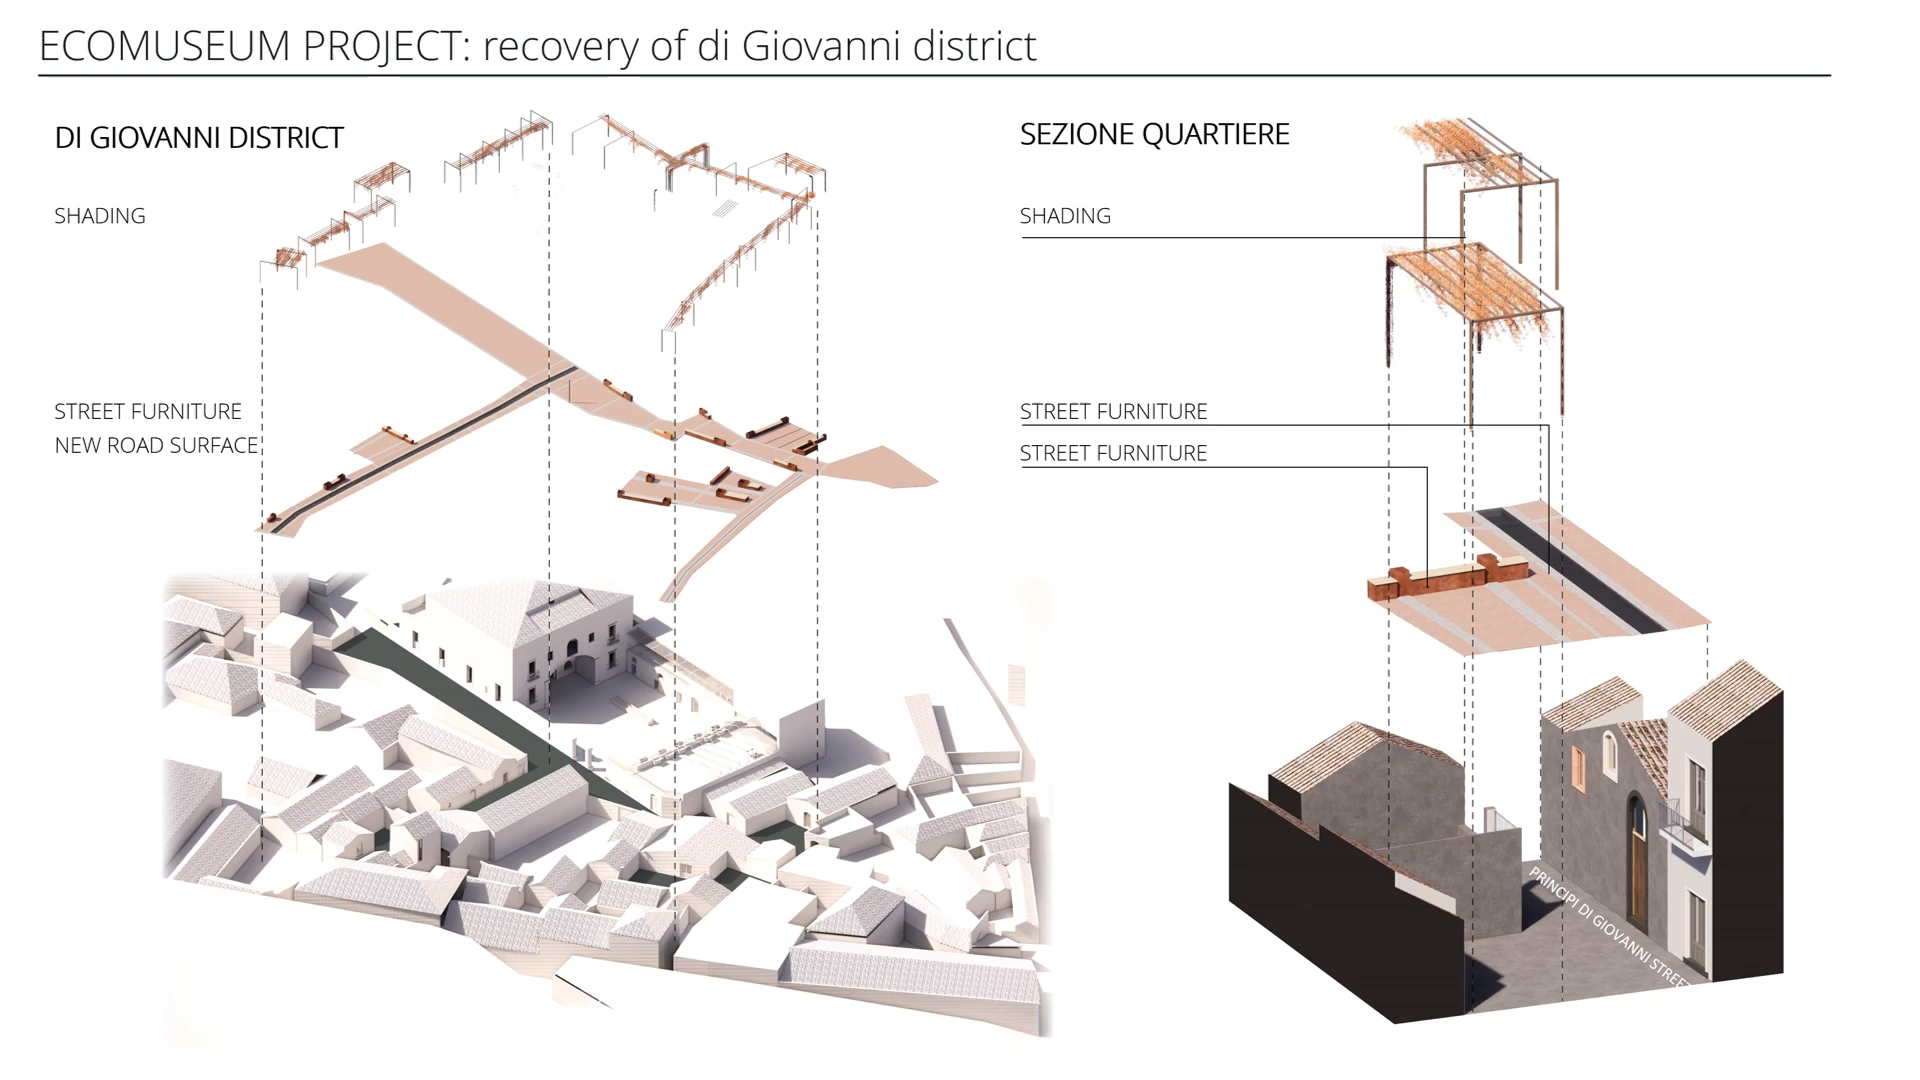 ECOMUSEUM PROJECT: recovery of di Giovanni district
DI GIOVANNI DISTRICT
SHADING
STREET FURNITURE
NEW ROAD SURFACE
SEZIONE QUARTIERE
SHADING
STREET FURNITURE
STREET FURNITURE
PRINCIPI DI GIOVANNI STREET